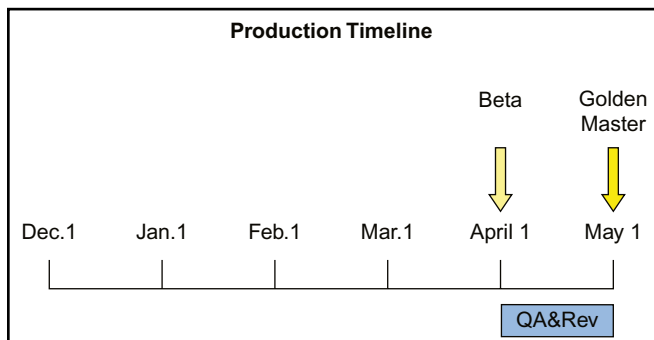 Production Timeline
Beta
Golden
Master
Dec.1 Jan.1 Feb.1 Mar.1 April 1 May 1
QA&Rev